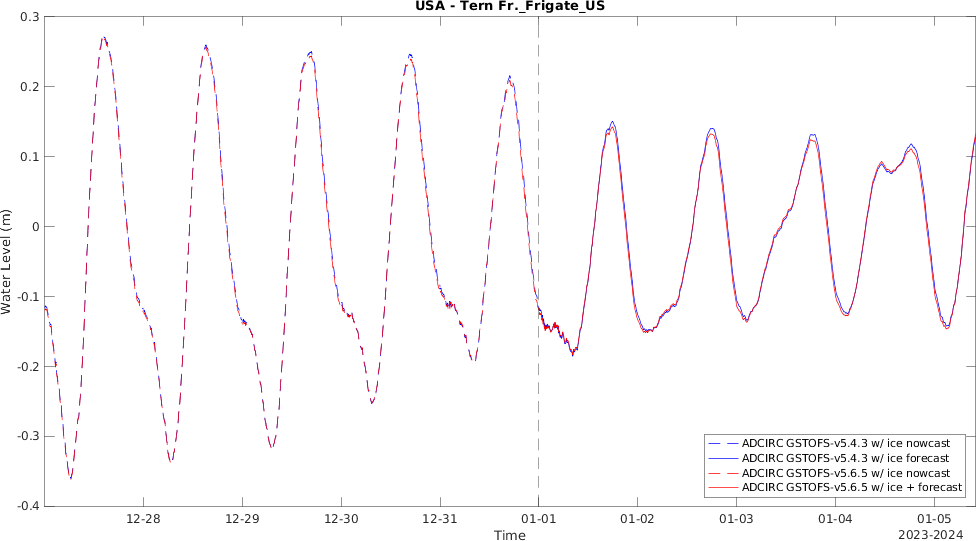 USA - Tern Fr._Frigate_US
0.3
0.2
0.1
0
-0.1
-0.2
-0.3
-0.4
Water Level (m)
12-28
12-29
12-30
12-31
01-01
01-02
01-03
01-04
01-05
Time
2023-2024
ADCIRC GSTOFS-v5.4.3 w/ ice nowcast
ADCIRC GSTOFS-v5.4.3 w/ ice forecast
ADCIRC GSTOFS-v5.6.5 w/ ice nowcast
ADCIRC GSTOFS-v5.6.5 w/ ice + forecast